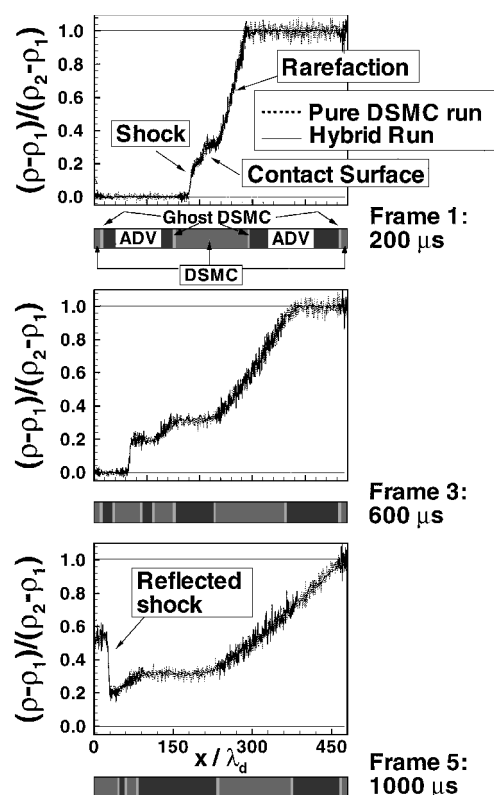 (ρ-ρ1)/(ρ2-ρ1)
1.0
0.8
0.6
0.4
0.2
0.0
Rarefaction
Pure DSMC run
Hybrid Run
Shock
Contact Surface
Ghost DSMC
ADV
ADV
DSMC
Frame 1:
200 μs
(ρ-ρ1)/(ρ2-ρ1)
1.0
0.8
0.6
0.4
0.2
0.0
Frame 3:
600 μs
(ρ-ρ1)/(ρ2-ρ1)
1.0
0.8
0.6
0.4
0.2
0.0
Reflected
shock
0 150 300 450
x / λd
Frame 5:
1000 μs